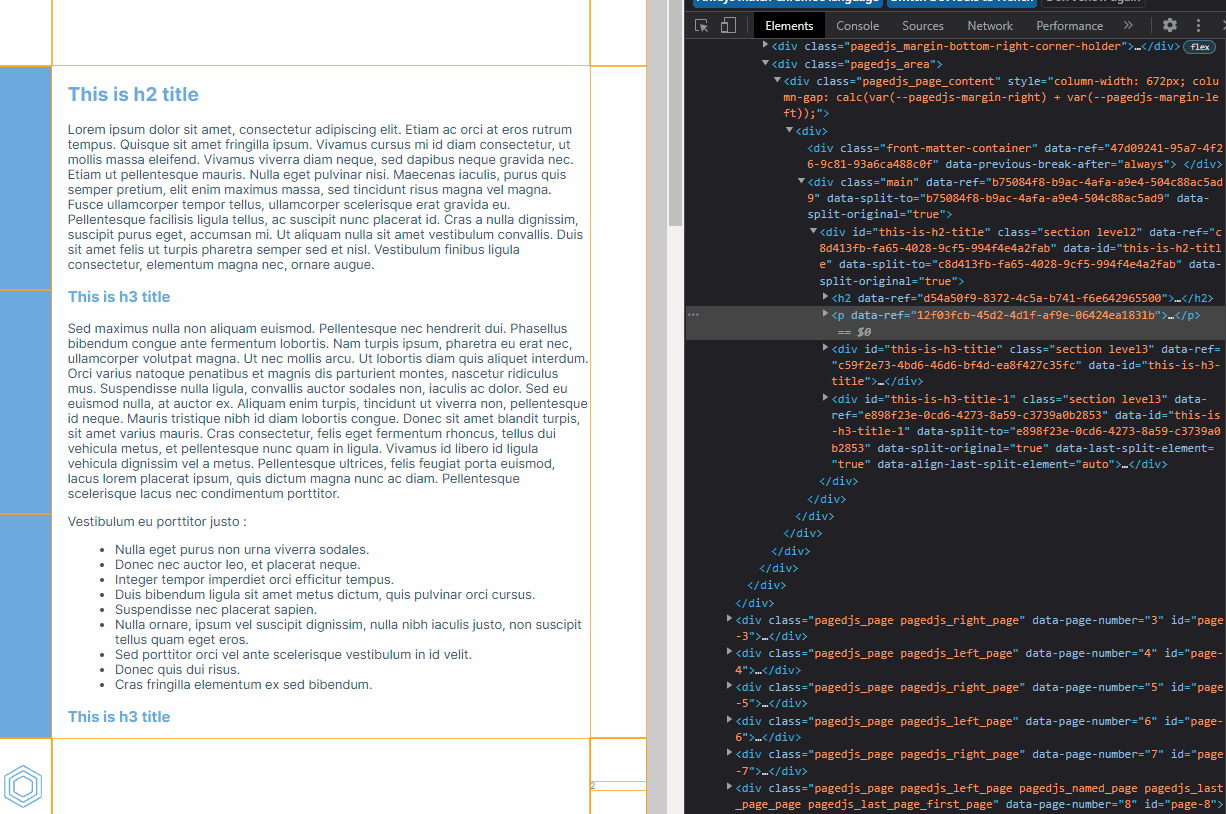 This is h2 title
Lorem ipsum dolor sit amet, consectetur adipiscing elit. Etiam ac orci at eros rutrum
tempus. Quisque sit amet fringilla ipsum. Vivamus cursus mi id diam consectetur, ut
mollis massa eleifend. Vivamus viverra diam neque, sed dapibus neque gravida nec.
Etiam ut pellentesque mauris. Nulla eget pulvinar nisi. Maecenas iaculis, purus quis
semper pretium, elit enim maximus massa, sed tincidunt risus magna vel magna.
Fusce ullamcorper tempor tellus, ullamcorper scelerisque erat gravida eu.
Pellentesque facilisis ligula tellus, ac suscipit nunc placerat id. Cras a nulla dignissim,
suscipit purus eget, accumsan mi. Ut aliquam nulla sit amet vestibulum convallis. Duis
sit amet felis ut turpis pharetra semper sed et nisl. Vestibulum finibus ligula
consectetur, elementum magna nec, ornare augue.
This is h3 title
Sed maximus nulla non aliquam euismod. Pellentesque nec hendrerit dui. Phasellus
bibendum congue ante fermentum lobortis. Nam turpis ipsum, pharetra eu erat nec,
ullamcorper volutpat magna. Ut nec mollis arcu. Ut lobortis diam quis aliquet interdum.
Orci varius natoque penatibus et magnis dis parturient montes, nascetur ridiculus
mus. Suspendisse nulla ligula, convallis auctor sodales non, iaculis ac dolor. Sed eu
euismod nulla, at auctor ex. Aliquam enim turpis, tincidunt ut viverra non, pellentesque
id neque. Mauris tristique nibh id diam lobortis congue. Donec sit amet blandit turpis,
sit amet varius mauris. Cras consectetur, felis eget fermentum rhoncus, tellus dui
vehicula metus, et pellentesque nunc quam in ligula. Vivamus id libero id ligula
vehicula dignissim vel a metus. Pellentesque ultrices, felis feugiat porta euismod,
lacus lorem placerat ipsum, quis dictum magna nunc ac diam. Pellentesque
scelerisque lacus nec condimentum porttitor.
Vestibulum eu porttitor justo :
• Nulla eget purus non urna viverra sodales.
• Donec nec auctor leo, et placerat neque.
• Integer tempor imperdiet orci efficitur tempus.
• Duis bibendum ligula sit amet metus dictum, quis pulvinar orci cursus.
• Suspendisse nec placerat sapien.
• Nulla ornare, ipsum vel suscipit dignissim, nulla nibh iaculis justo, non suscipit
tellus quam eget eros.
• Sed porttitor orci vel ante scelerisque vestibulum in id velit.
• Donec quis dui risus.
• Cras fringilla elementum ex sed bibendum.
This is h3 title
2
Elements Console Sources Network Performance »
<div class="pagedjs_margin-bottom-right-corner-holder">…</div> flex
<div class="pagedjs_area">
<div class="pagedjs_page_content" style="column-width: 672px; colu
mn-gap: calc(var(--pagedjs-margin-right) + var(--pagedjs-margin-le
ft));">
<div>
<div class="front-matter-container" data-ref="47d09241-95a7-4f2
6-9c81-93a6ca488c0f" data-previous-break-after="always"> </div>
<div class="main" data-ref="b75084f8-b9ac-4afa-a9e4-504c88ac5ad
9" data-split-to="b75084f8-b9ac-4afa-a9e4-504c88ac5ad9" data-
split-original="true">
<div id="this-is-h2-title" class="section level2" data-ref="c
8d413fb-fa65-4028-9cf5-994f4e4a2fab" data-id="this-is-h2-titl
e" data-split-to="c8d413fb-fa65-4028-9cf5-994f4e4a2fab" data-
split-original="true">
<h2 data-ref="d54a50f9-8372-4c5a-b741-f6e642965500">…</h2>
… <p data-ref="12f03fcb-45d2-4d1f-af9e-06424ea1831b">…</p>
== $0
<div id="this-is-h3-title" class="section level3" data-ref=
"c59f2e73-4bd6-46d6-bf4d-ea8f427c35fc" data-id="this-is-h3-
title">…</div>
<div id="this-is-h3-title-1" class="section level3" data-
ref="e898f23e-0cd6-4273-8a59-c3739a0b2853" data-id="this-is
-h3-title-1" data-split-to="e898f23e-0cd6-4273-8a59-c3739a0
b2853" data-split-original="true" data-last-split-element=
"true" data-align-last-split-element="auto">…</div>
</div>
</div>
</div>
</div>
</div>
</div>
</div>
</div>
<div class="pagedjs_page pagedjs_right_page" data-page-number="3" id="page
-3">…</div>
<div class="pagedjs_page pagedjs_left_page" data-page-number="4" id="page-
4">…</div>
<div class="pagedjs_page pagedjs_right_page" data-page-number="5" id="page
-5">…</div>
<div class="pagedjs_page pagedjs_left_page" data-page-number="6" id="page-
6">…</div>
<div class="pagedjs_page pagedjs_right_page" data-page-number="7" id="page
-7">…</div>
<div class="pagedjs_page pagedjs_left_page pagedjs_named_page pagedjs_last
_page_page pagedjs_last_page_first_page" data-page-number="8" id="page-8">